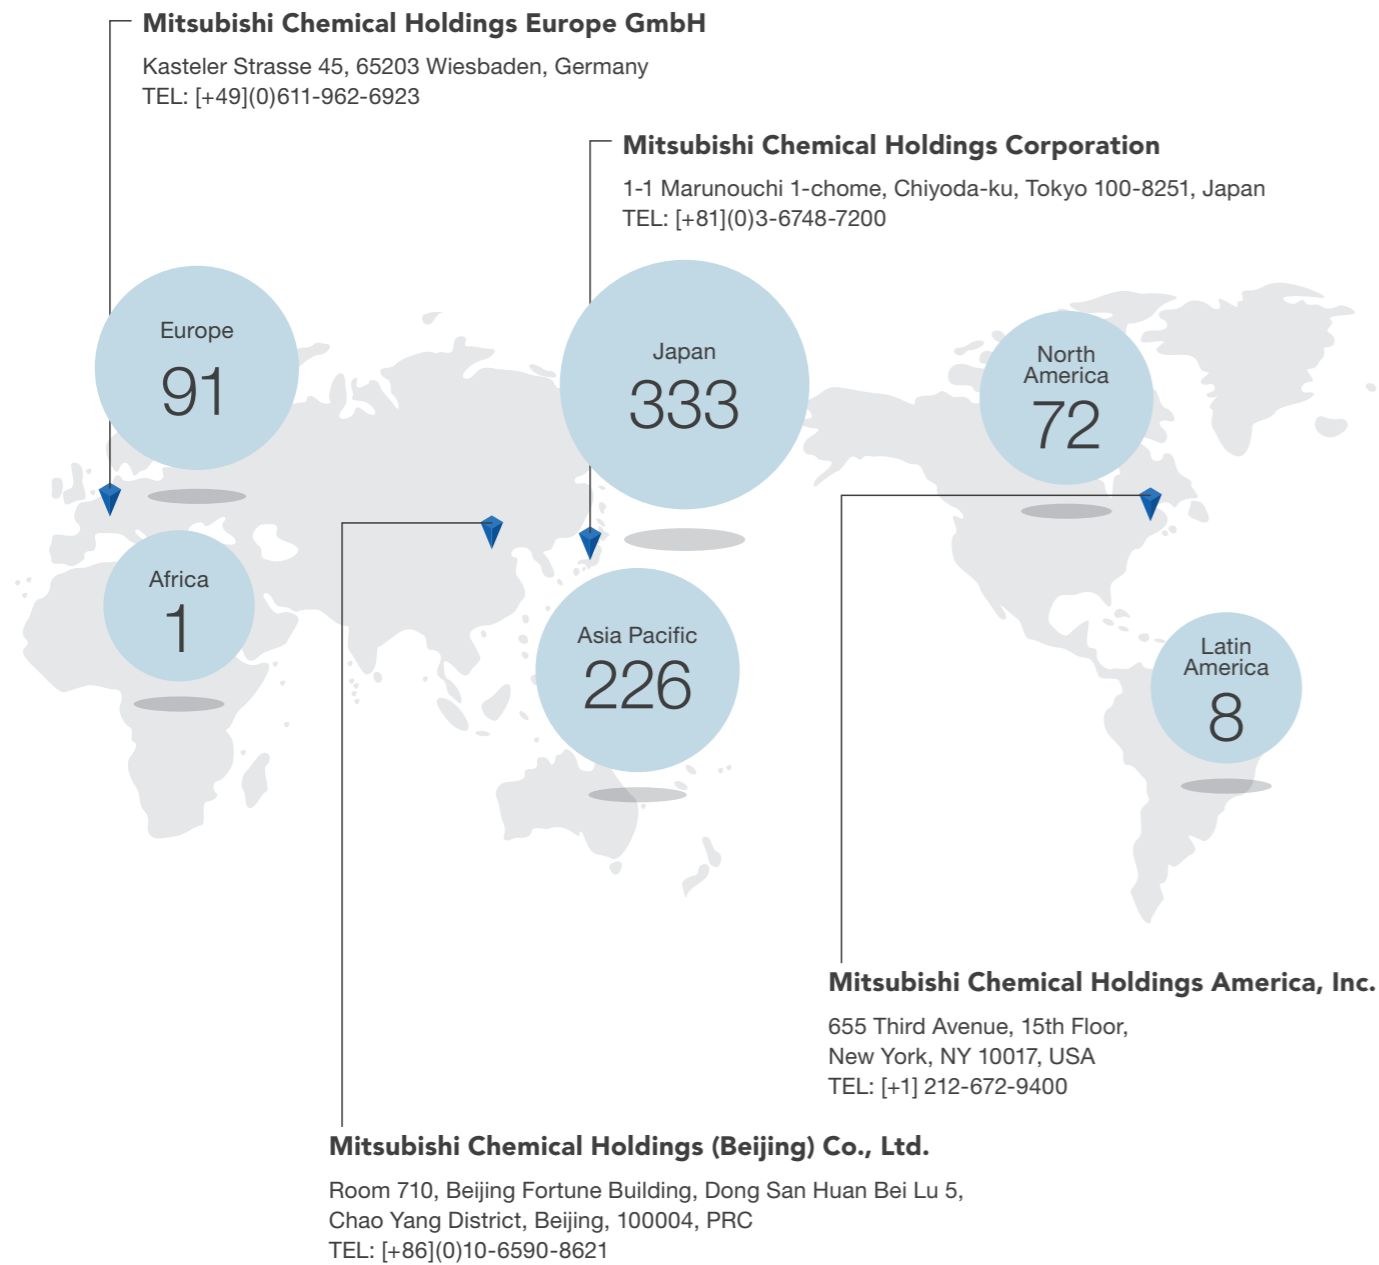 Mitsubishi Chemical Holdings Europe GmbH
Kasteler Strasse 45, 65203 Wiesbaden, Germany
TEL: [+49](0)611-962-6923
Mitsubishi Chemical Holdings Corporation
1-1 Marunouchi 1-chome, Chiyoda-ku, Tokyo 100-8251, Japan
TEL: [+81](0)3-6748-7200
Europe
91
Japan
333
North
America
72
Africa
1
Asia Pacific
226
Latin
America
8
Mitsubishi Chemical Holdings America, Inc.
655 Third Avenue, 15th Floor,
New York, NY 10017, USA
TEL: [+1] 212-672-9400
Mitsubishi Chemical Holdings (Beijing) Co., Ltd.
Room 710, Beijing Fortune Building, Dong San Huan Bei Lu 5,
Chao Yang District, Beijing, 100004, PRC
TEL: [+86](0)10-6590-8621